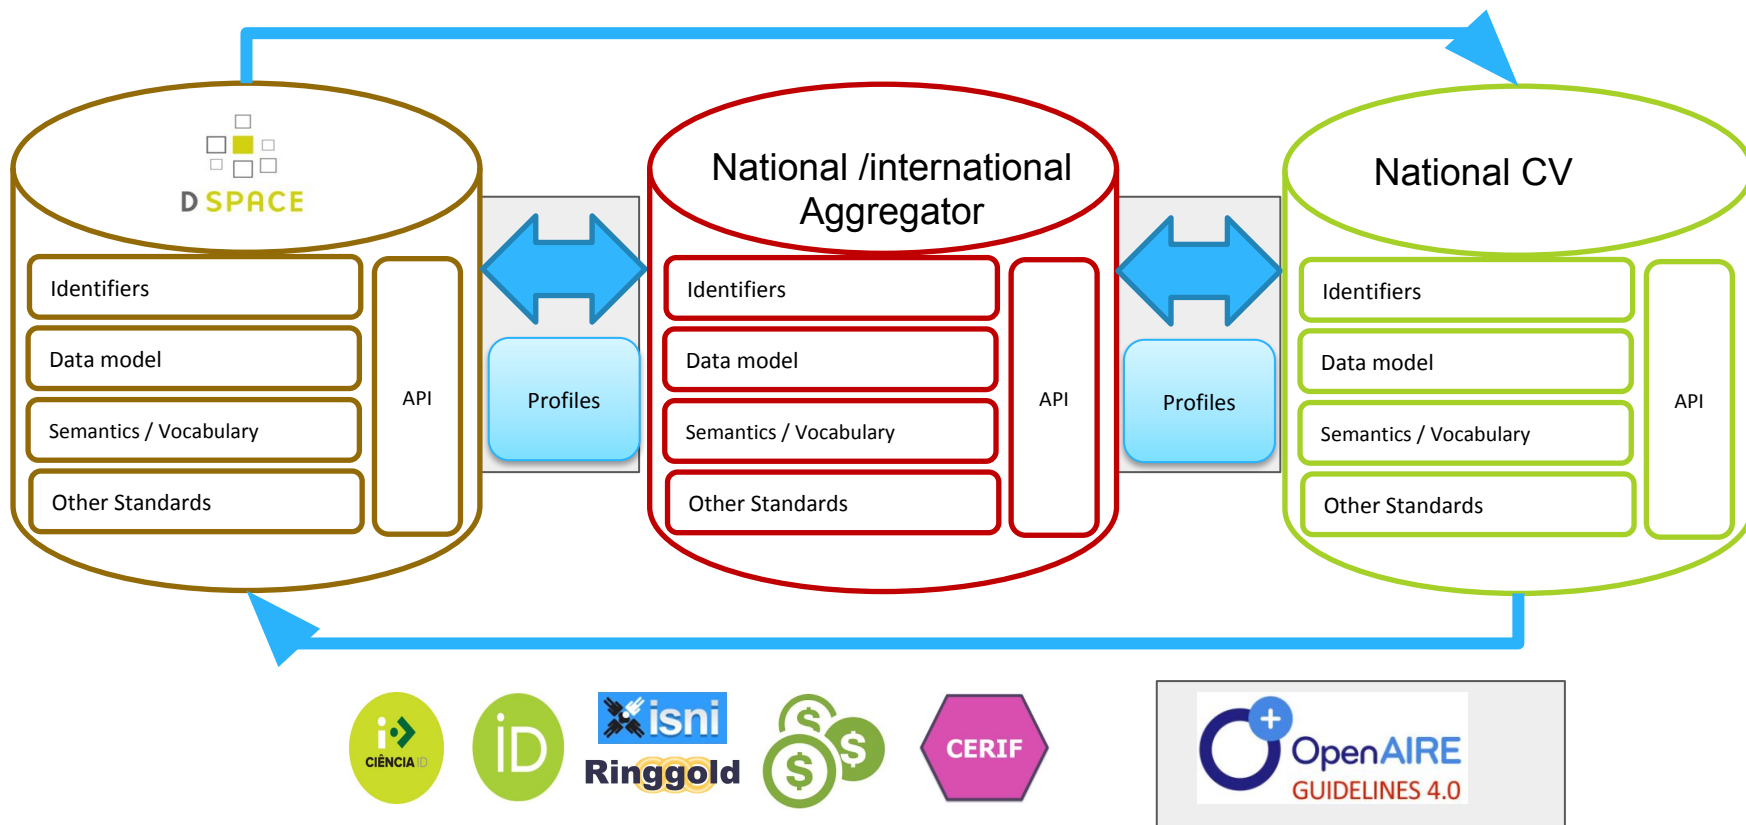 D SPACE
Identifiers
Data model
Semantics / Vocabulary
Other Standards
API
Profiles
National /international
Aggregator
Identifiers
Data model
Semantics / Vocabulary
Other Standards
API
Profiles
National CV
Identifiers
Data model
Semantics / Vocabulary
Other Standards
API
CIÊNCIA ID
iD
isni
Ringgold
$
$
$
CERIF
OpenAIRE
GUIDELINES 4.0